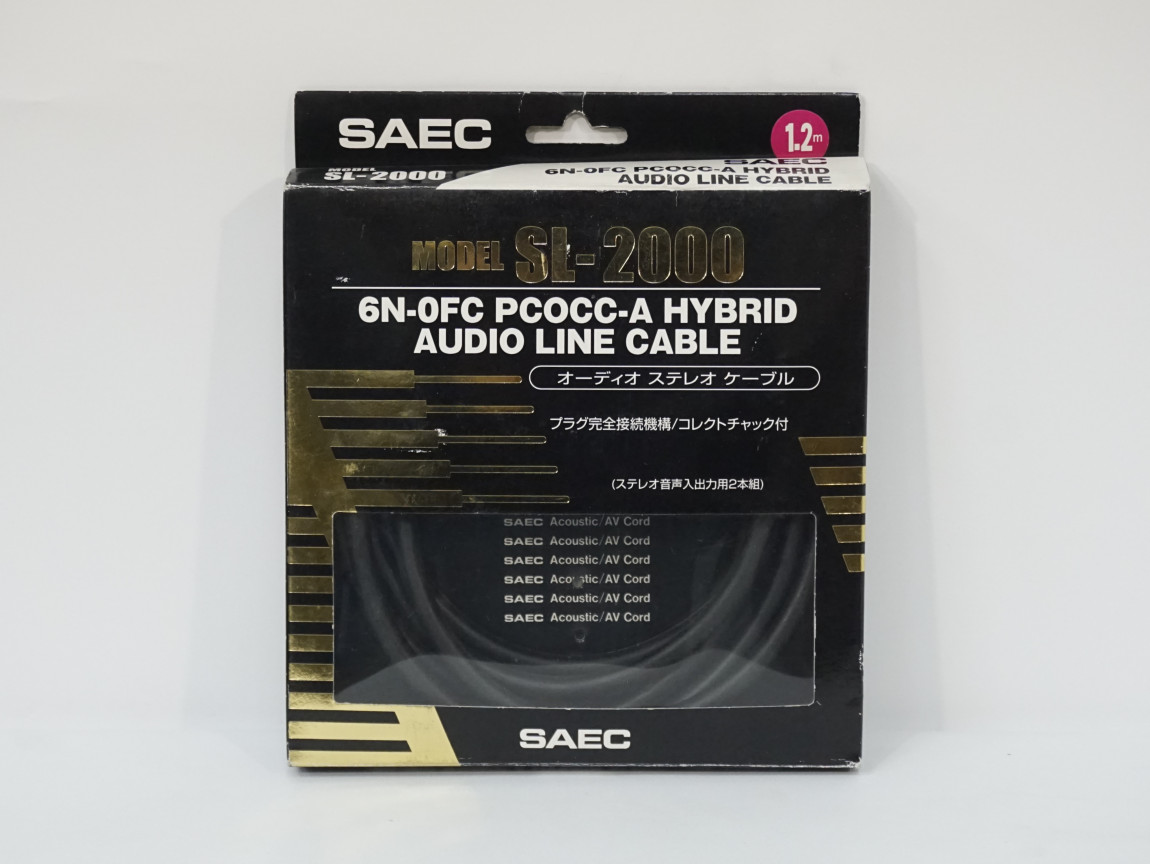 SAEC
1.2m
SAEC
MODEL
SL-2000
6N-OFC PCOCC-A HYBRID
AUDIO LINE CABLE
MODEL SL-2000
6N-OFC PCOCC-A HYBRID
AUDIO LINE CABLE
オーディオ ステレオ ケーブル
プラグ完全接続機構/コレクトチャック付
(ステレオ音声入出力用2本組)
SAEC Acoustic/AV Cord
SAEC Acoustic/AV Cord
SAEC Acoustic/AV Cord
SAEC Acoustic/AV Cord
SAEC Acoustic/AV Cord
SAEC Acoustic/AV Cord
SAEC